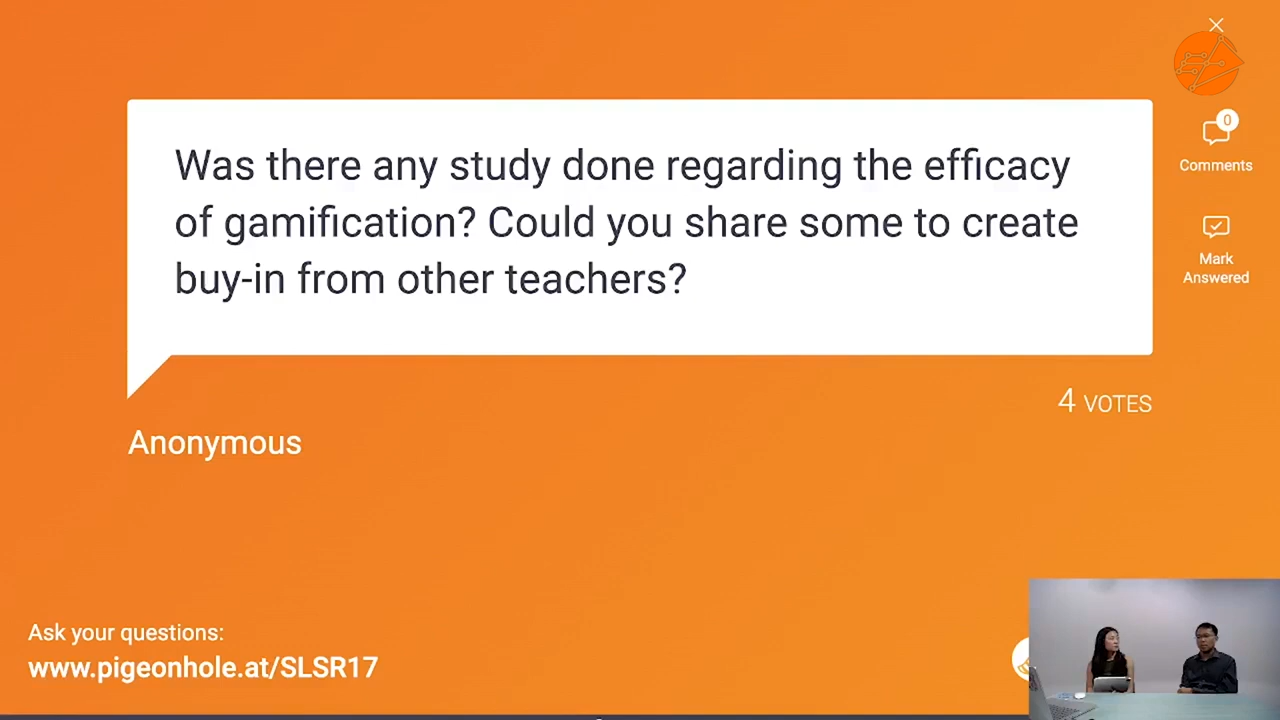 Was there any study done regarding the efficacy
of gamification? Could you share some to create
buy-in from other teachers?
4 VOTES
Anonymous
0
Comments
Mark
Answered
Ask your questions:
www.pigeonhole.at/SLSR17